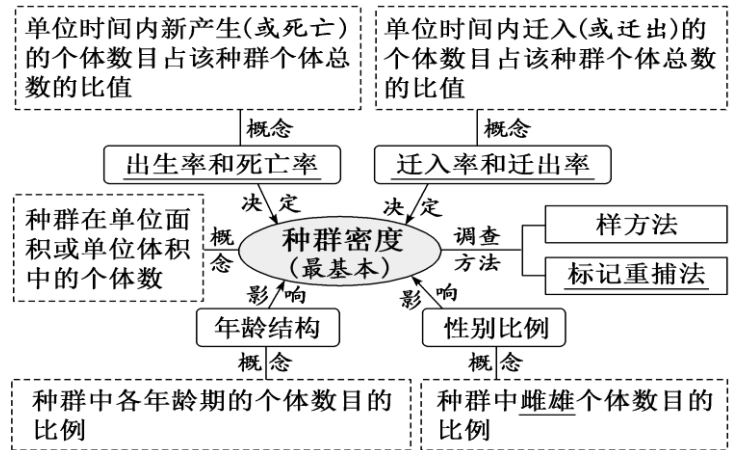 单位时间内新产生(或死亡)
的个体数目占该种群个体总
数的比值
单位时间内迁入(或迁出)的
个体数目占该种群个体总数
的比值
概念
概念
出生率和死亡率
迁入率和迁出率
决定
决定
种群在单位面
积或单位体积
中的个体数
概念
种群密度
(最基本)
调查
方法
样方法
标记重捕法
影响
影响
年龄结构
性别比例
概念
概念
种群中各年龄期的个体数目的
比例
种群中雌雄个体数目的
比例